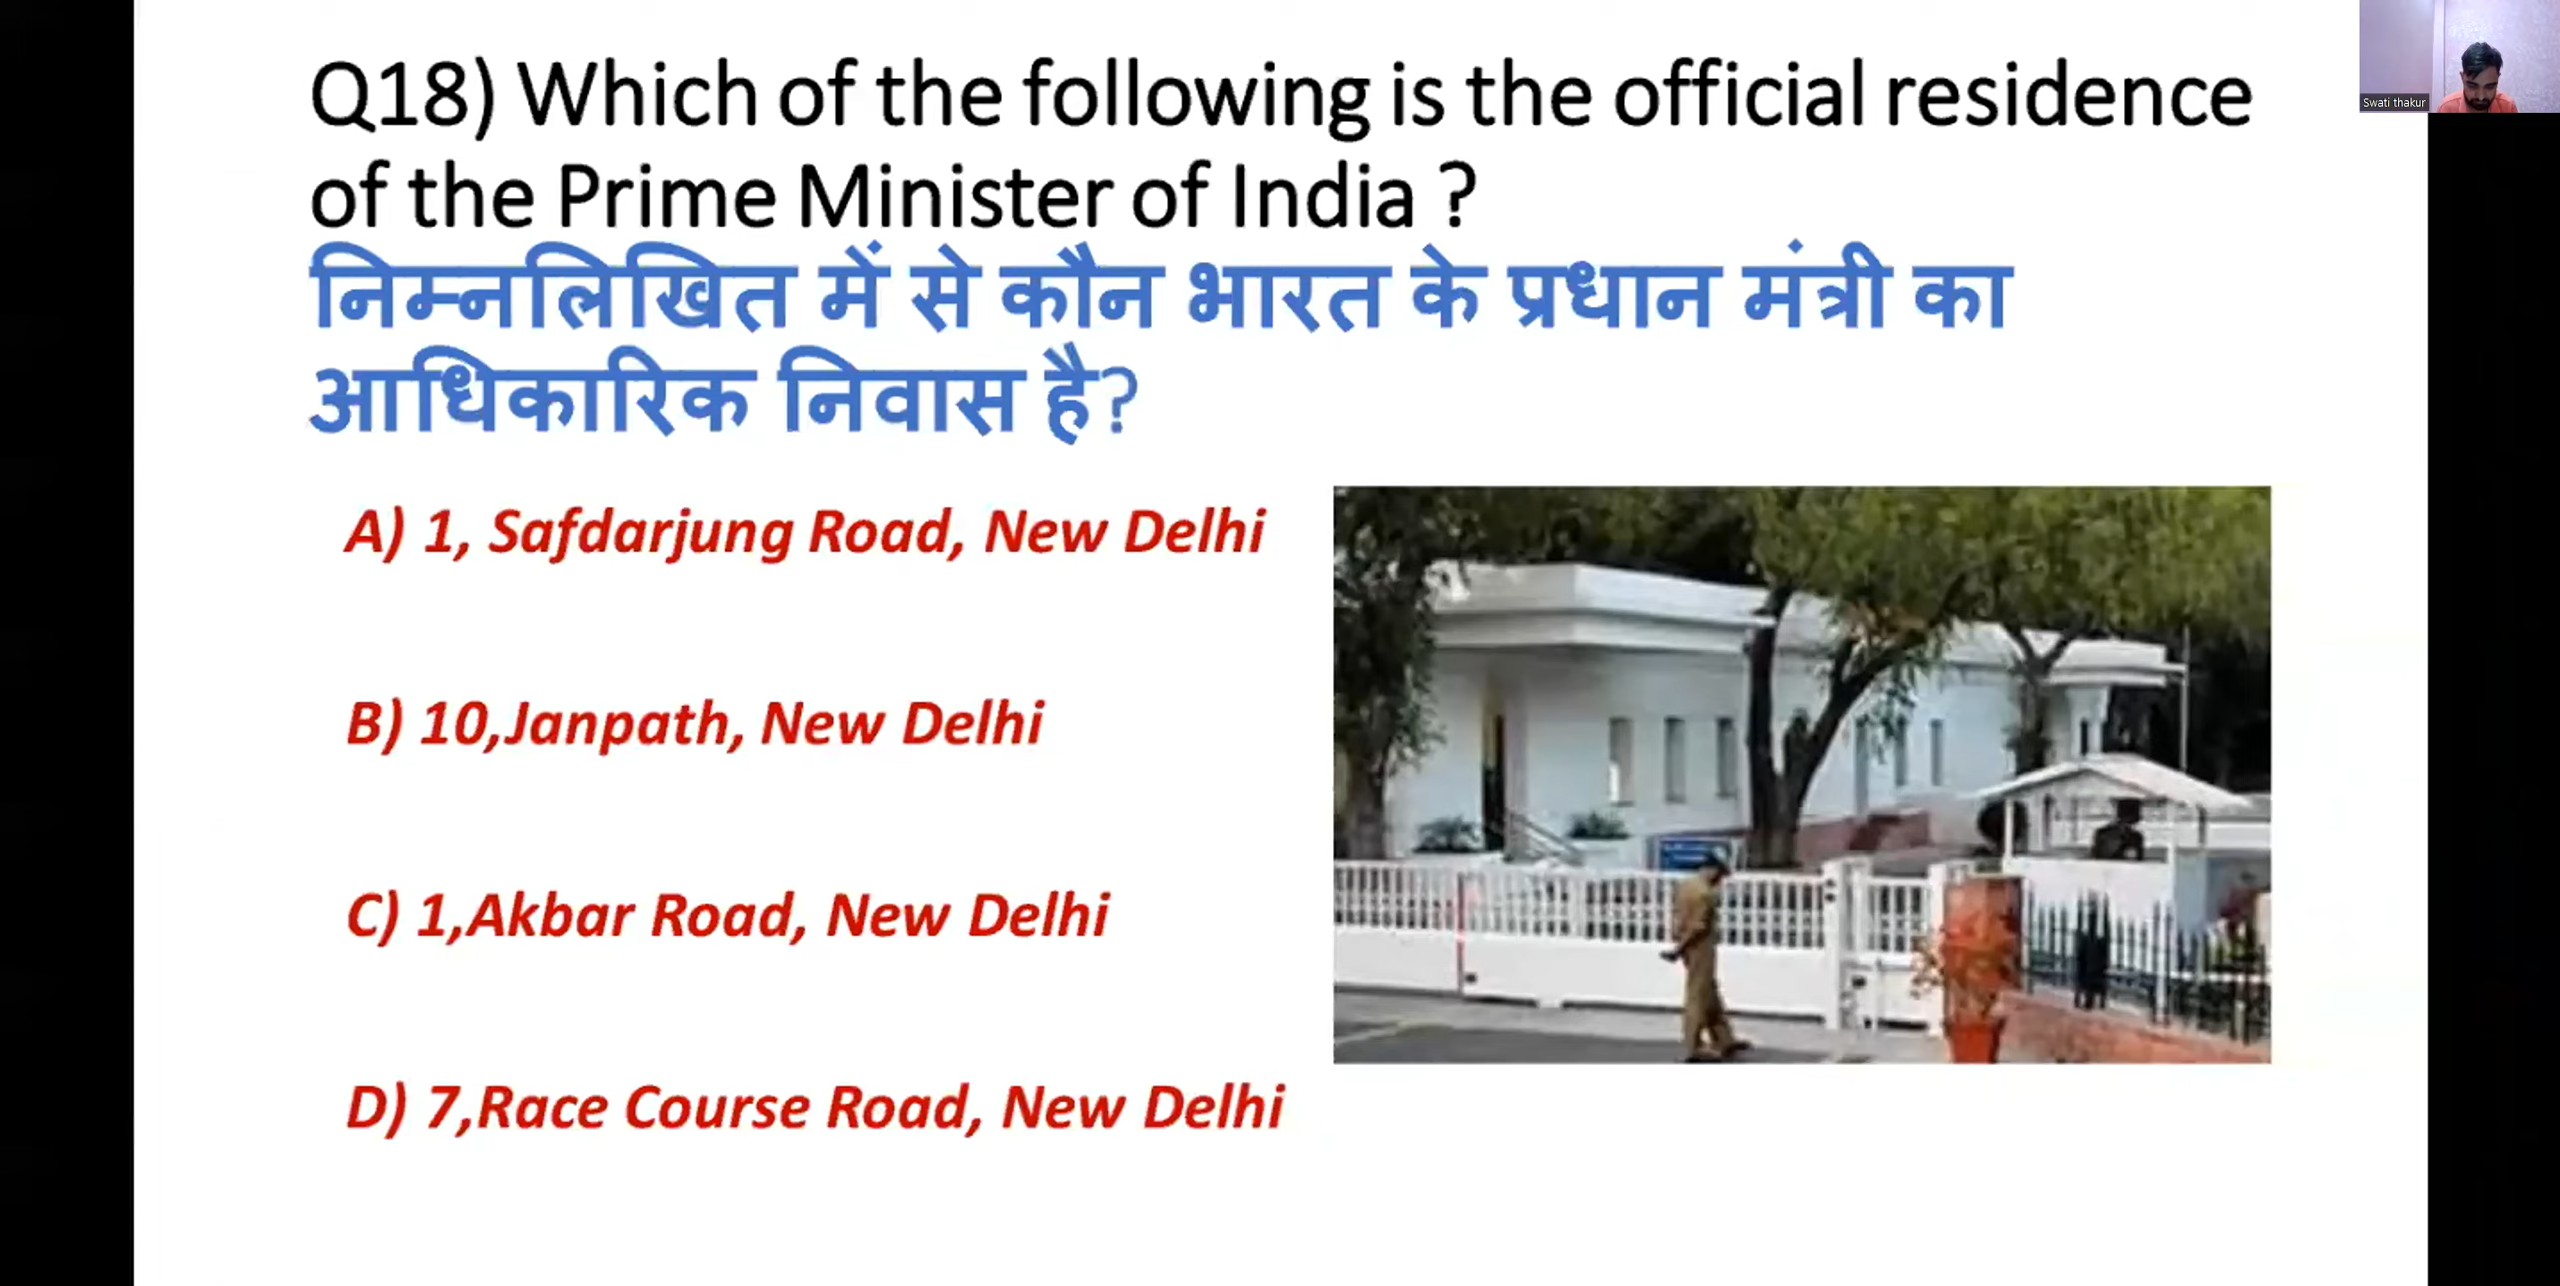 Q18) Which of the following is the official residence
of the Prime Minister of India ?
निम्नलिखित में से कौन भारत के प्रधान मंत्री का
आधिकारिक निवास है?
A) 1, Safdarjung Road, New Delhi
B) 10,Janpath, New Delhi
C) 1,Akbar Road, New Delhi
D) 7,Race Course Road, New Delhi
Swati thakur